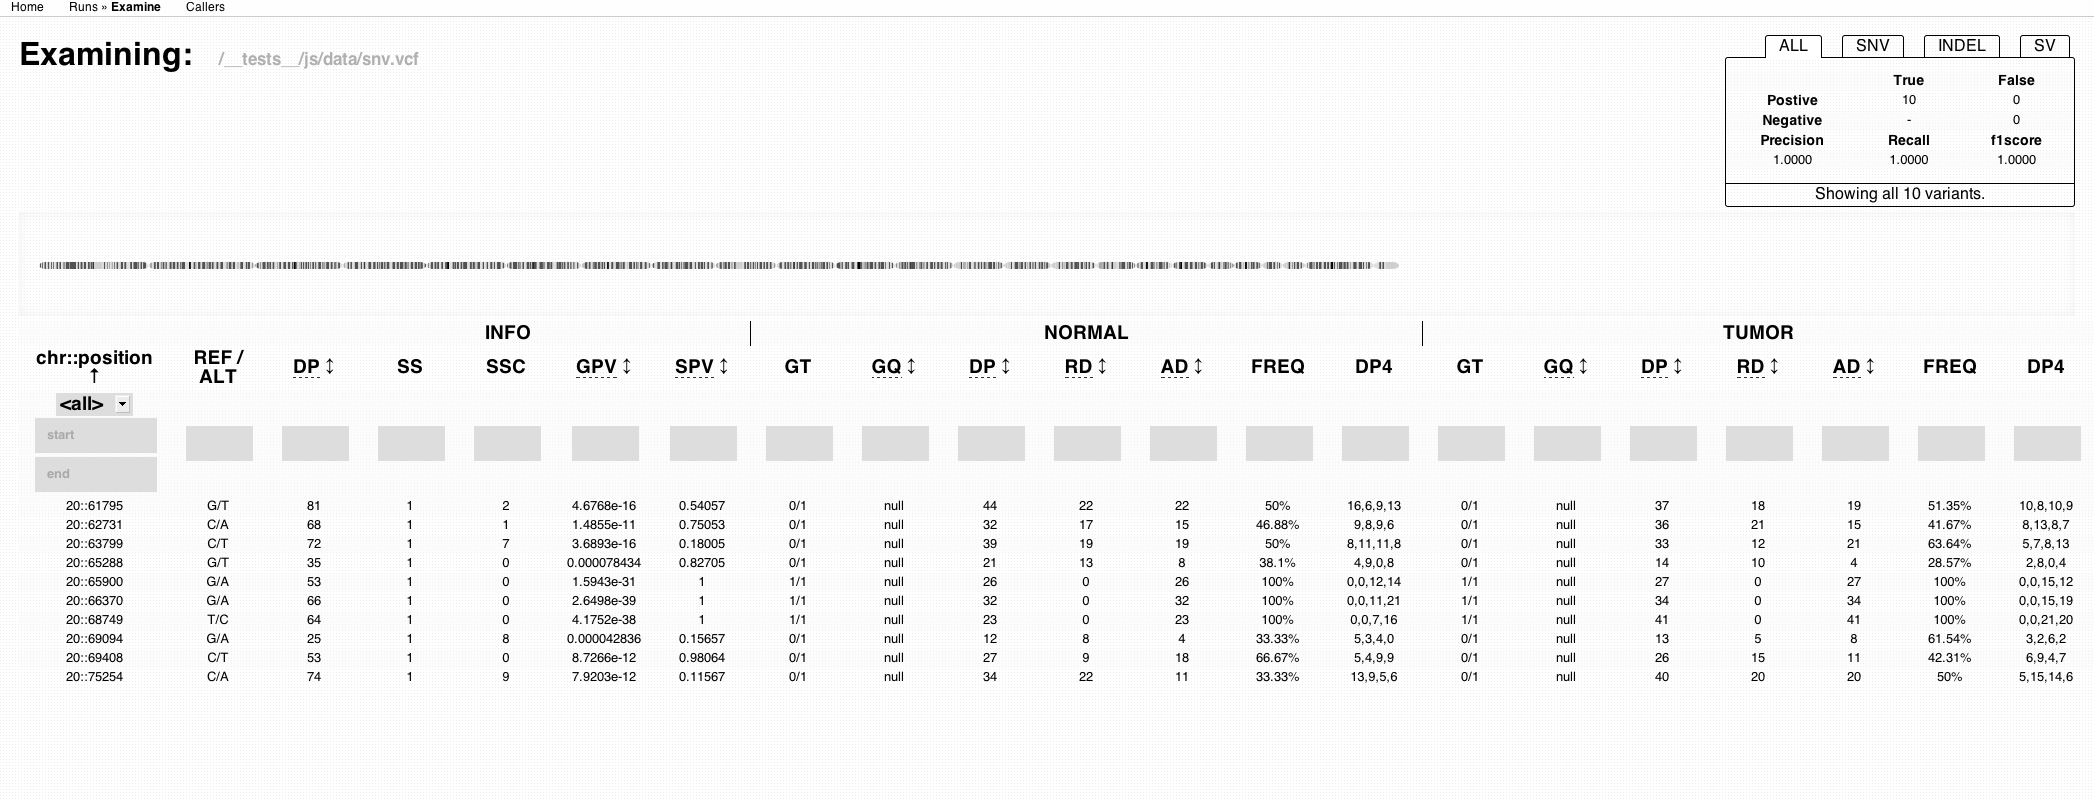 Home Runs » Examine Callers
Examining: /__tests__/js/data/snv.vcf
ALL SNV INDEL SV
True False
Postive 10 0
Negative - 0
Precision Recall f1score
1.0000 1.0000 1.0000
Showing all 10 variants.
INFO NORMAL TUMOR
chr::position ↑ REF / ALT DP ↕ SS SSC GPV ↕ SPV ↕ GT GQ ↕ DP ↕ RD ↕ AD ↕ FREQ DP4 GT GQ ↕ DP ↕ RD ↕ AD ↕ FREQ DP4
<all>
start
end
20::61795 G/T 81 1 2 4.6768e-16 0.54057 0/1 null 44 22 22 50% 16,6,9,13 0/1 null 37 18 19 51.35% 10,8,10,9
20::62731 C/A 68 1 1 1.4855e-11 0.75053 0/1 null 32 17 15 46.88% 9,8,9,6 0/1 null 36 21 15 41.67% 8,13,8,7
20::63799 C/T 72 1 7 3.6893e-16 0.18005 0/1 null 39 19 19 50% 8,11,11,8 0/1 null 33 12 21 63.64% 5,7,8,13
20::65288 G/T 35 1 0 0.000078434 0.82705 0/1 null 21 13 8 38.1% 4,9,0,8 0/1 null 14 10 4 28.57% 2,8,0,4
20::65900 G/A 53 1 0 1.5943e-31 1 1/1 null 26 0 26 100% 0,0,12,14 1/1 null 27 0 27 100% 0,0,15,12
20::66370 G/A 66 1 0 2.6498e-39 1 1/1 null 32 0 32 100% 0,0,11,21 1/1 null 34 0 34 100% 0,0,15,19
20::68749 T/C 64 1 0 4.1752e-38 1 1/1 null 23 0 23 100% 0,0,7,16 1/1 null 41 0 41 100% 0,0,21,20
20::69094 G/A 25 1 8 0.000042836 0.15657 0/1 null 12 8 4 33.33% 5,3,4,0 0/1 null 13 5 8 61.54% 3,2,6,2
20::69408 C/T 53 1 0 8.7266e-12 0.98064 0/1 null 27 9 18 66.67% 5,4,9,9 0/1 null 26 15 11 42.31% 6,9,4,7
20::75254 C/A 74 1 9 7.9203e-12 0.11567 0/1 null 34 22 11 33.33% 13,9,5,6 0/1 null 40 20 20 50% 5,15,14,6